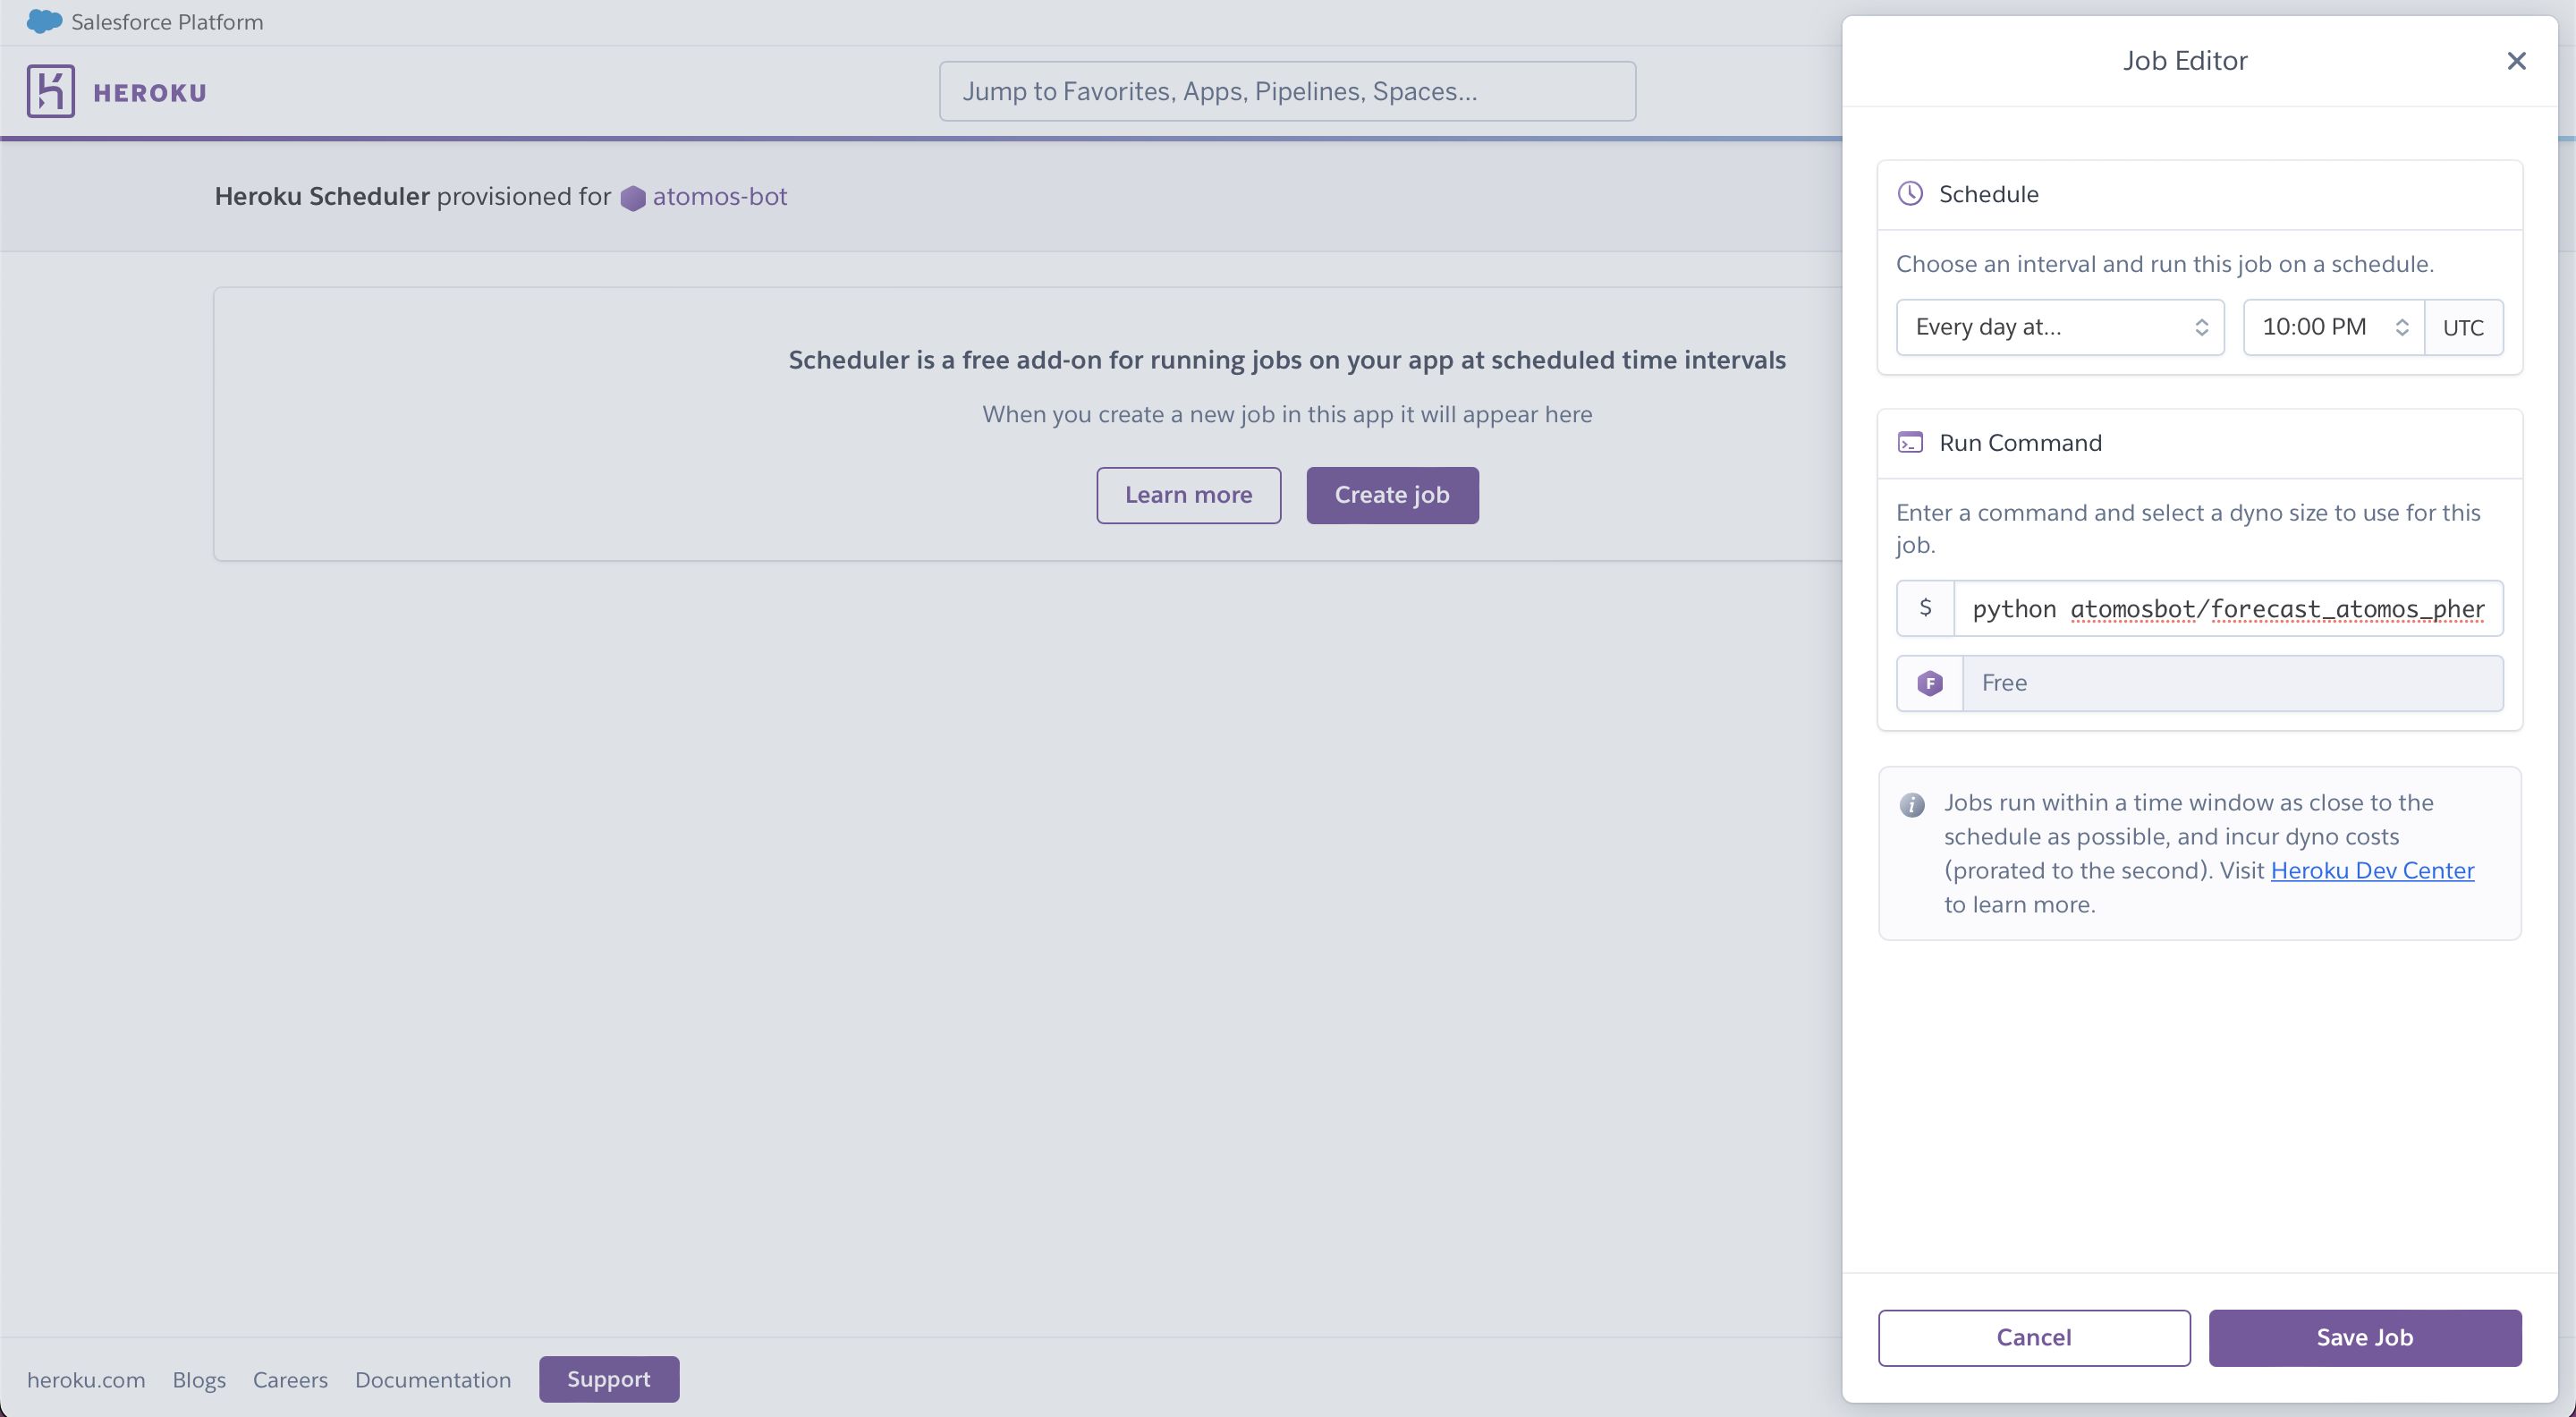 Salesforce Platform
HEROKU
Jump to Favorites, Apps, Pipelines, Spaces...
Heroku Scheduler provisioned for atomos-bot
Scheduler is a free add-on for running jobs on your app at scheduled time intervals
When you create a new job in this app it will appear here
Learn more Create job
heroku.com Blogs Careers Documentation Support
Job Editor
Schedule
Choose an interval and run this job on a schedule.
Every day at... 10:00 PM UTC
Run Command
Enter a command and select a dyno size to use for this
job.
$ python atomosbot/forecast_atomos_pher
F Free
Jobs run within a time window as close to the
schedule as possible, and incur dyno costs
(prorated to the second). Visit Heroku Dev Center
to learn more.
Cancel Save Job